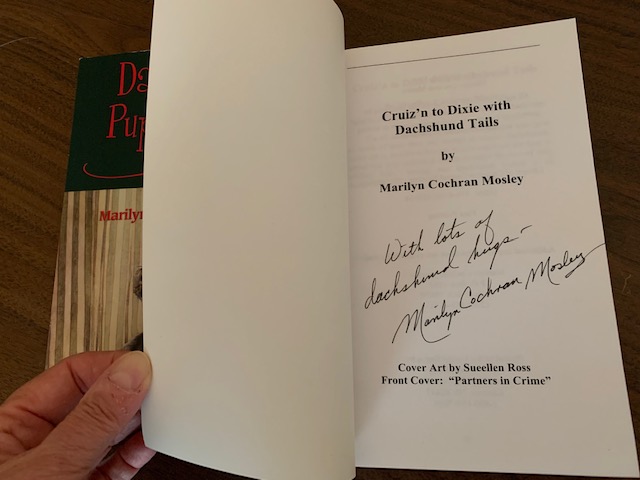 Marilyn
Cruiz’n to Dixie with
Dachshund Tails
by
Marilyn Cochran Mosley
With lots of
dachshund hugs-
Marilyn Cochran Mosley
Cover Art by Sueellen Ross
Front Cover: “Partners in Crime”